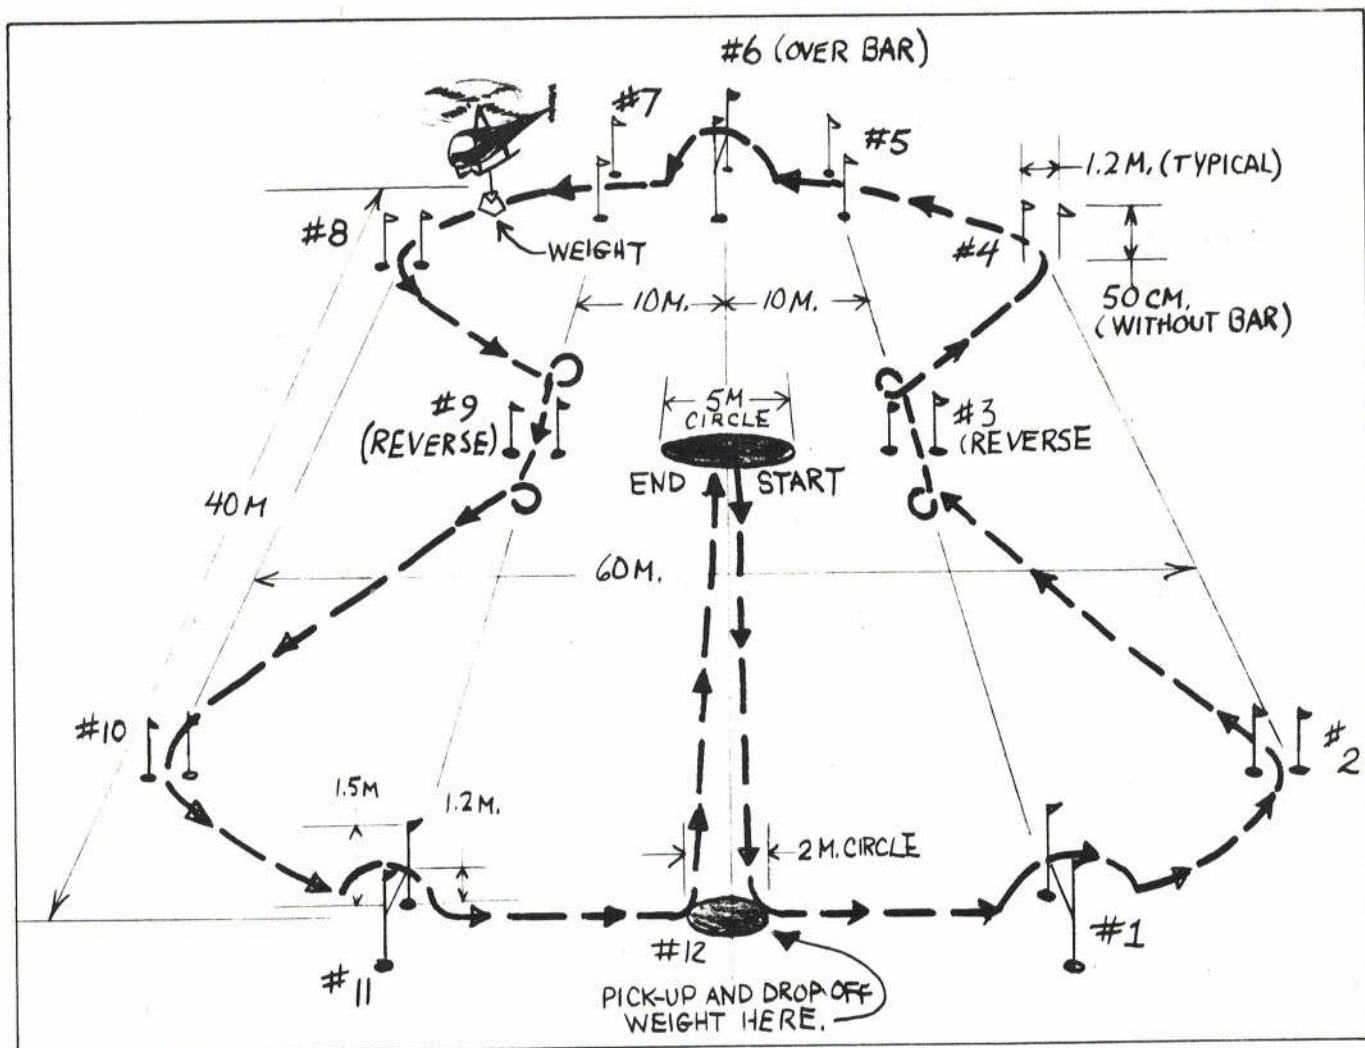 #6 (OVER BAR)
#7
#5
1.2 M. (TYPICAL)
#8
WEIGHT
#4
50 CM.
(WITHOUT BAR)
10 M.
10 M.
5 M
CIRCLE
#9
(REVERSE)
#3
(REVERSE
END
START
40 M
60 M.
#10
#2
1.5 M
1.2 M.
2 M. CIRCLE
#12
#1
#11
PICK-UP AND DROP OFF
WEIGHT HERE.